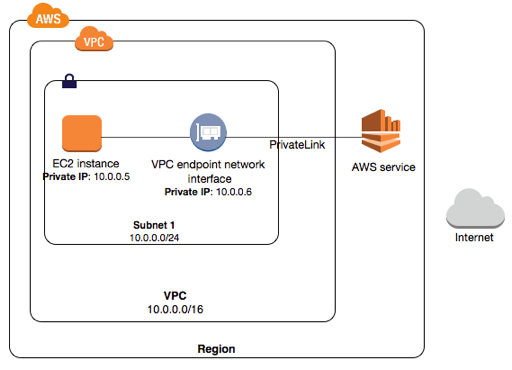 AWS
VPC
PrivateLink
EC2 instance
Private IP: 10.0.0.5
VPC endpoint network
interface
Private IP: 10.0.0.6
AWS service
Subnet 1
10.0.0.0/24
Internet
VPC
10.0.0.0/16
Region